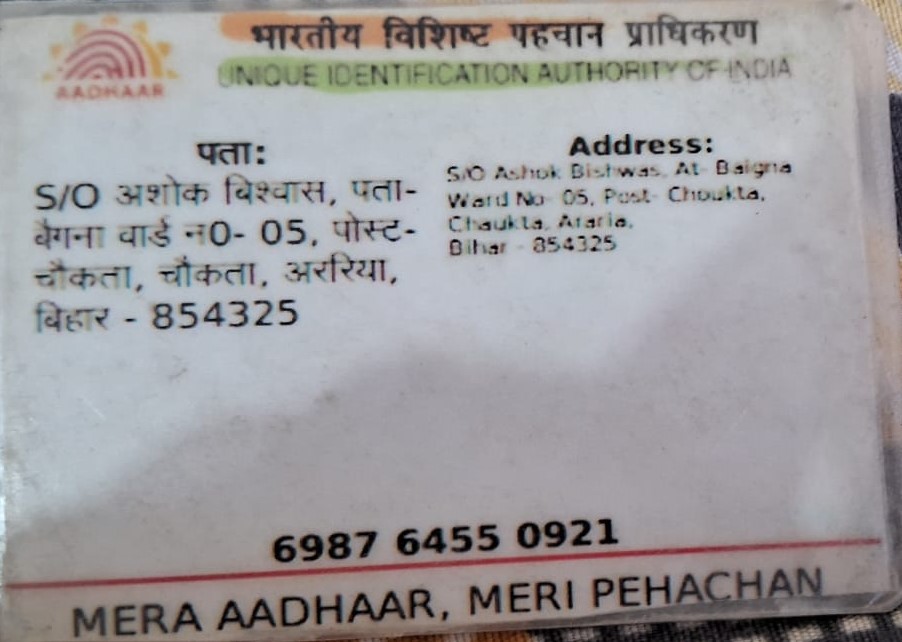 भारतीय विशिष्ट पहचान प्राधिकरण
UNIQUE IDENTIFICATION AUTHORITY OF INDIA
AADHAAR
पता:
S/O अशोक बिश्वास, पता-
बैगना वार्ड न0- 05, पोस्ट-
चौकता, चौकता, अररिया,
बिहार - 854325
Address:
S/O Ashok Bishwas, At- Baigna
Ward No- 05, Post- Choukta,
Chaukta, Araria,
Bihar - 854325
6987 6455 0921
MERA AADHAAR, MERI PEHACHAN